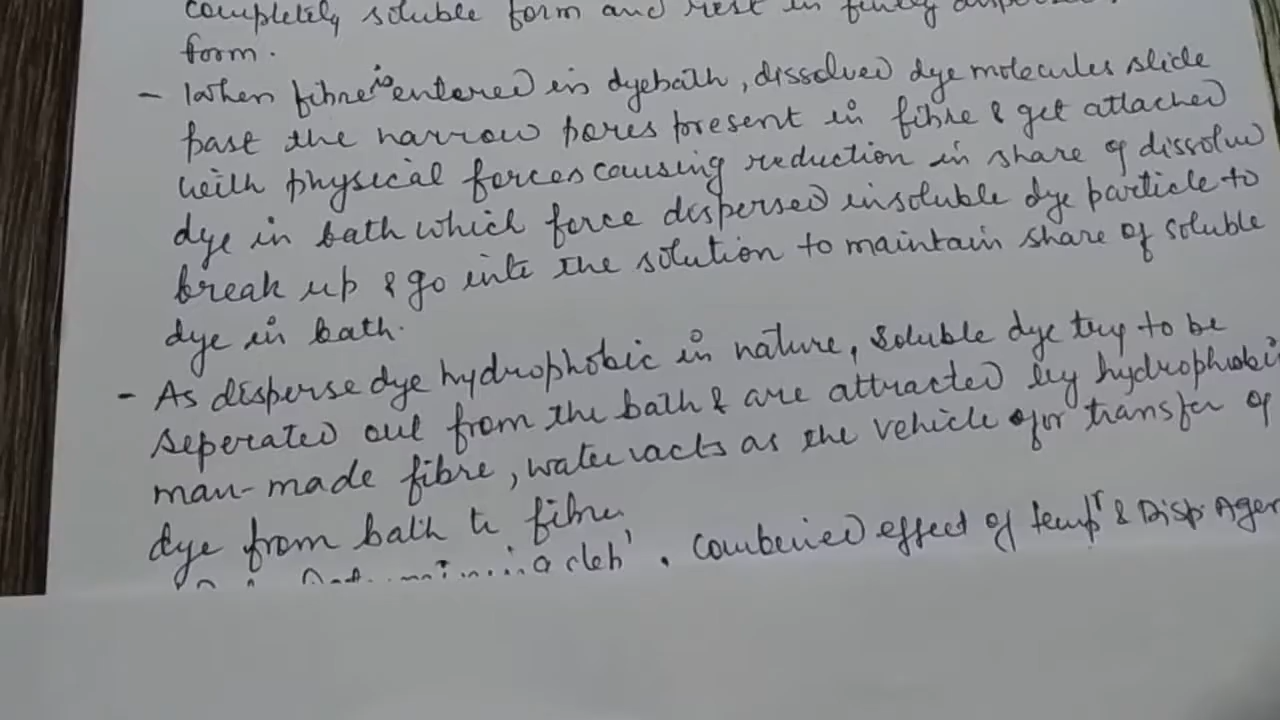 completely soluble form and rest in finely
form.
- When fibre is entered in dyebath, dissolved dye molecules slide
past the narrow pores present in fibre & get attached
with physical forces causing reduction in share of dissolve
dye in bath which force dispersed insoluble dye particle to
break up & go into the solution to maintain share of soluble
dye in bath.
- As disperse dye hydrophobic in nature, soluble dye try to be
seperated out from the bath & are attracted by hydrophobi
man-made fibre, water acts as the vehicle for transfer of
dye from bath to fibre
. Combined effect of temp^r & Disp. Agen